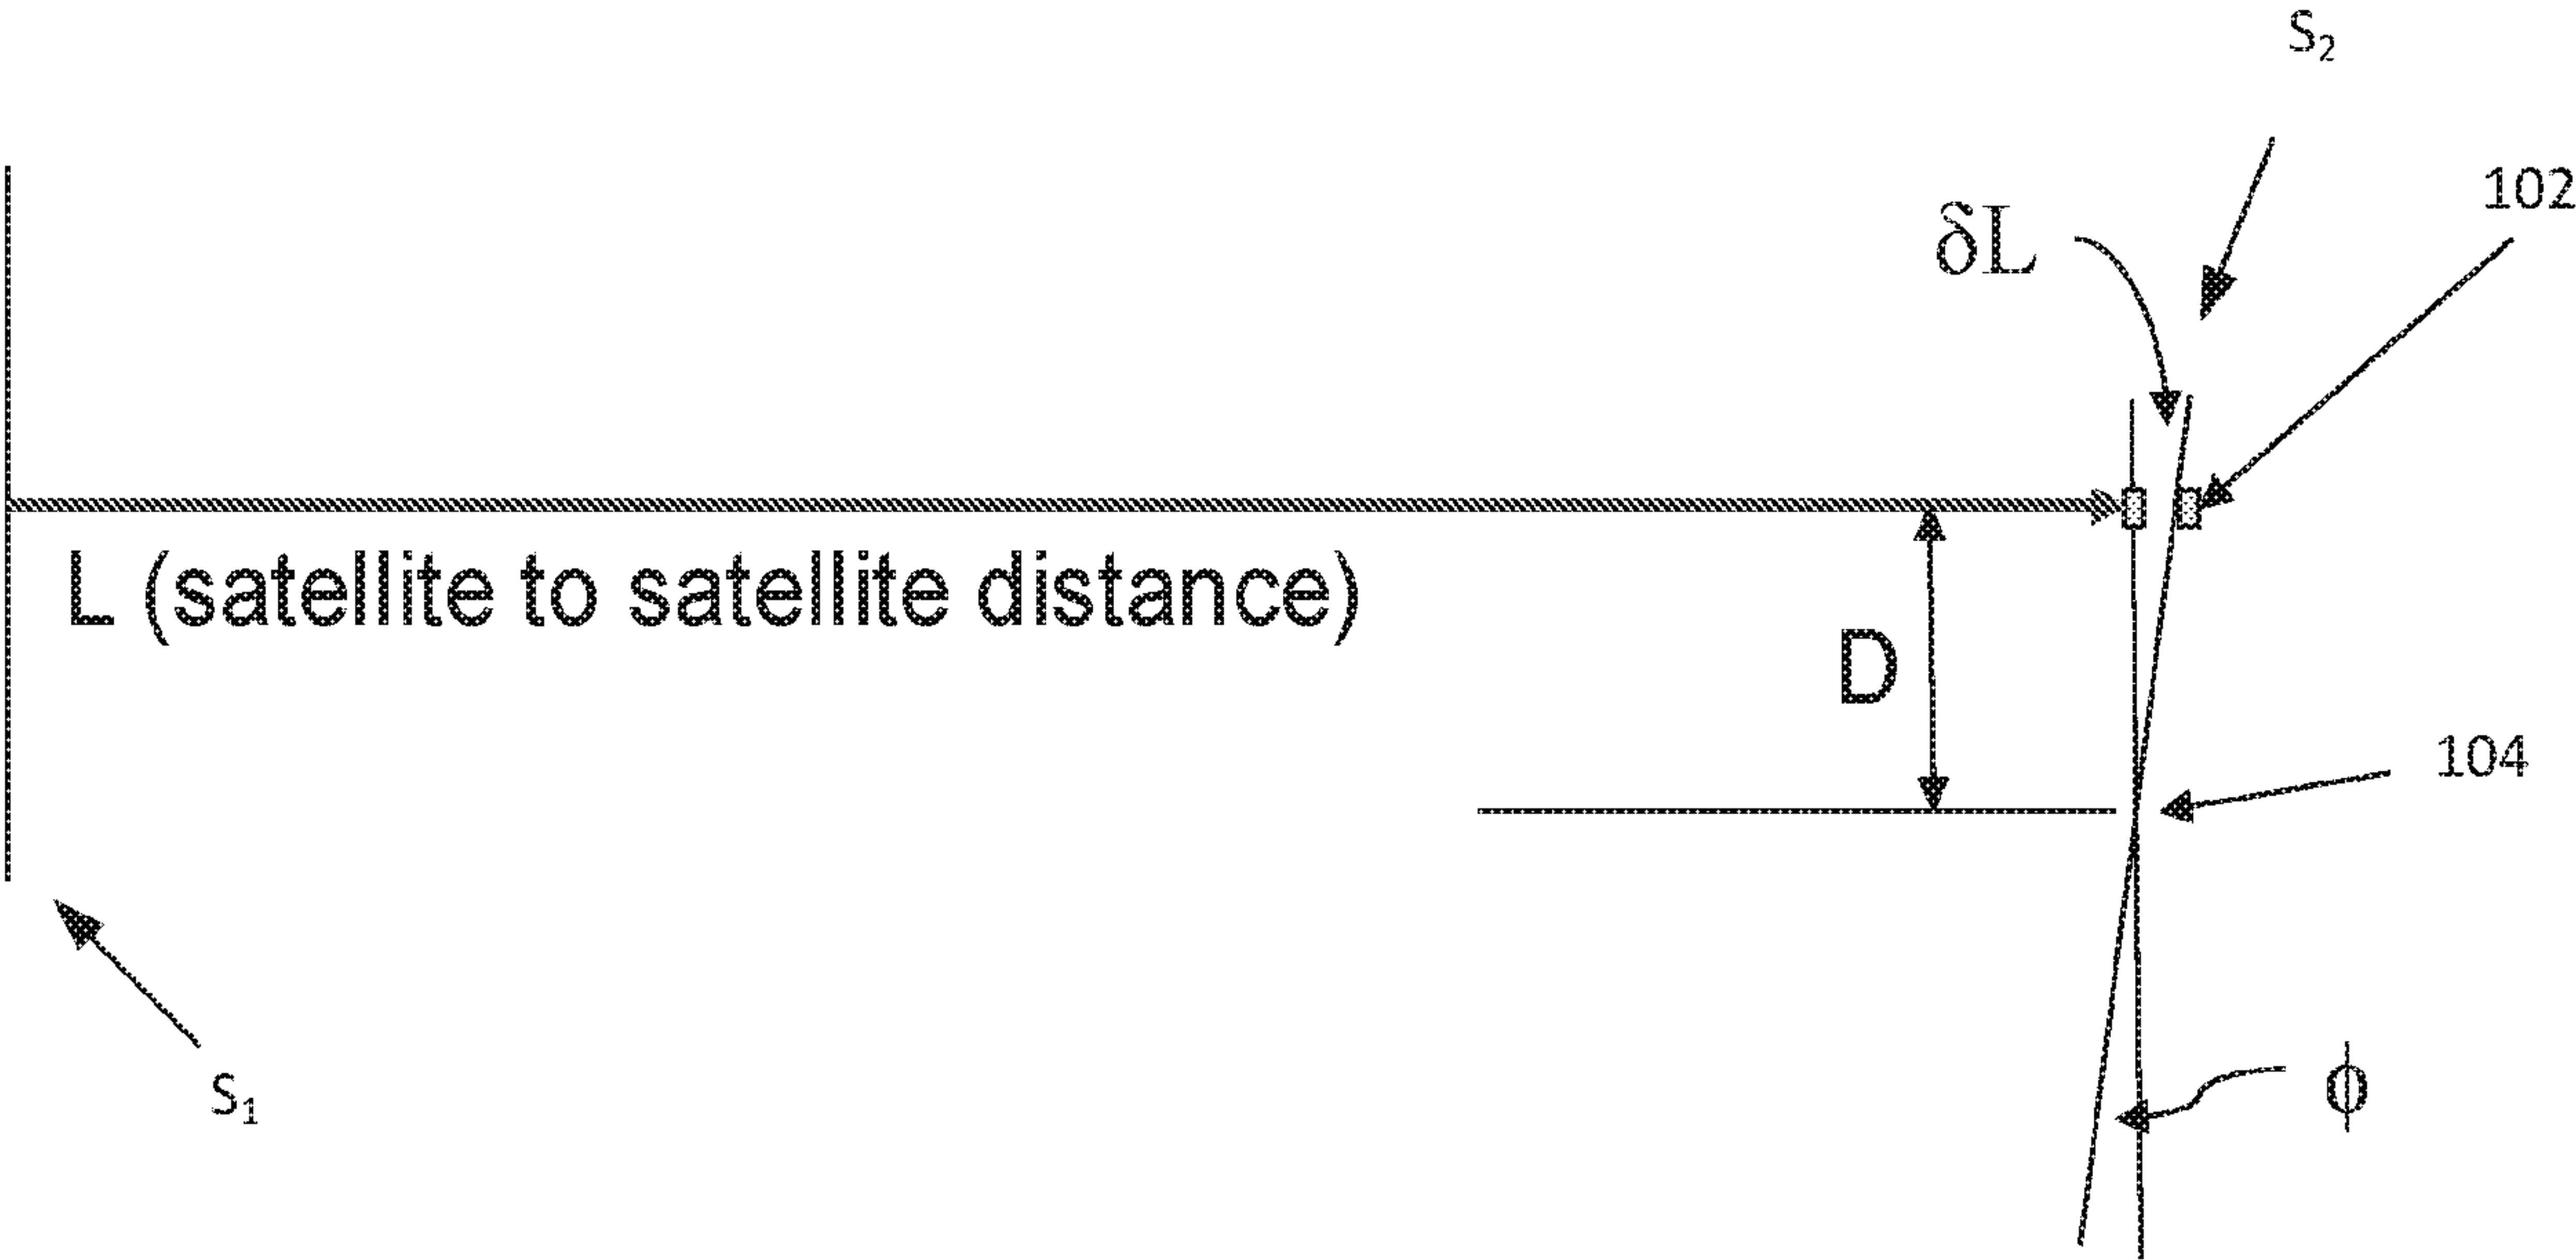 S₂
102
δL
L (satellite to satellite distance)
D
104
S₁
ϕ